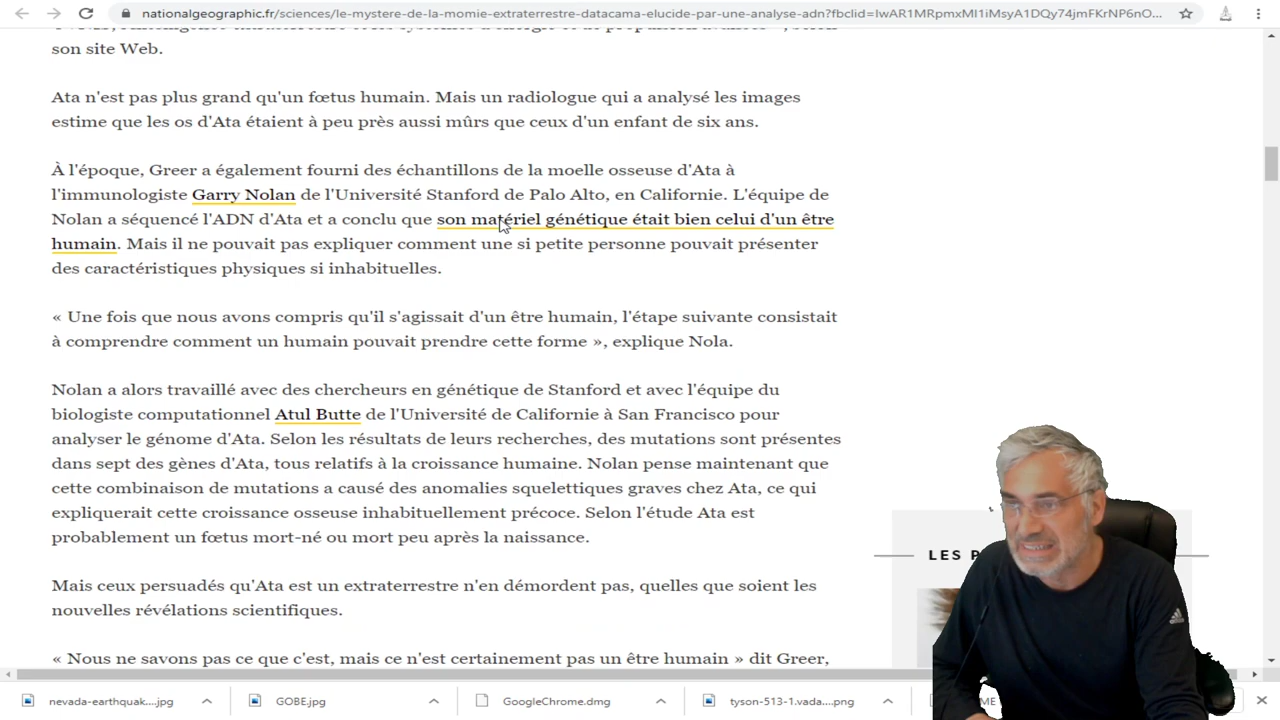 nationalgeographic.fr/sciences/le-mystere-de-la-momie-extraterrestre-datacama-elucide-par-une-analyse-adn?fbclid=IwAR1MRpmxMI1iMsyA1DQy74jmFKrNP6nO...
son site Web.
Ata n'est pas plus grand qu'un fœtus humain. Mais un radiologue qui a analysé les images
estime que les os d'Ata étaient à peu près aussi mûrs que ceux d'un enfant de six ans.
À l'époque, Greer a également fourni des échantillons de la moelle osseuse d'Ata à
l'immunologiste Garry Nolan de l'Université Stanford de Palo Alto, en Californie. L'équipe de
Nolan a séquencé l'ADN d'Ata et a conclu que son matériel génétique était bien celui d'un être
humain. Mais il ne pouvait pas expliquer comment une si petite personne pouvait présenter
des caractéristiques physiques si inhabituelles.
« Une fois que nous avons compris qu'il s'agissait d'un être humain, l'étape suivante consistait
à comprendre comment un humain pouvait prendre cette forme », explique Nola.
Nolan a alors travaillé avec des chercheurs en génétique de Stanford et avec l'équipe du
biologiste computationnel Atul Butte de l'Université de Californie à San Francisco pour
analyser le génome d'Ata. Selon les résultats de leurs recherches, des mutations sont présentes
dans sept des gènes d'Ata, tous relatifs à la croissance humaine. Nolan pense maintenant que
cette combinaison de mutations a causé des anomalies squelettiques graves chez Ata, ce qui
expliquerait cette croissance osseuse inhabituellement précoce. Selon l'étude Ata est
probablement un fœtus mort-né ou mort peu après la naissance.
LES
Mais ceux persuadés qu'Ata est un extraterrestre n'en démordent pas, quelles que soient les
nouvelles révélations scientifiques.
« Nous ne savons pas ce que c'est, mais ce n'est certainement pas un être humain » dit Greer,
nevada-earthquak....jpg
GOBE.jpg
GoogleChrome.dmg
tyson-513-1.vada....png